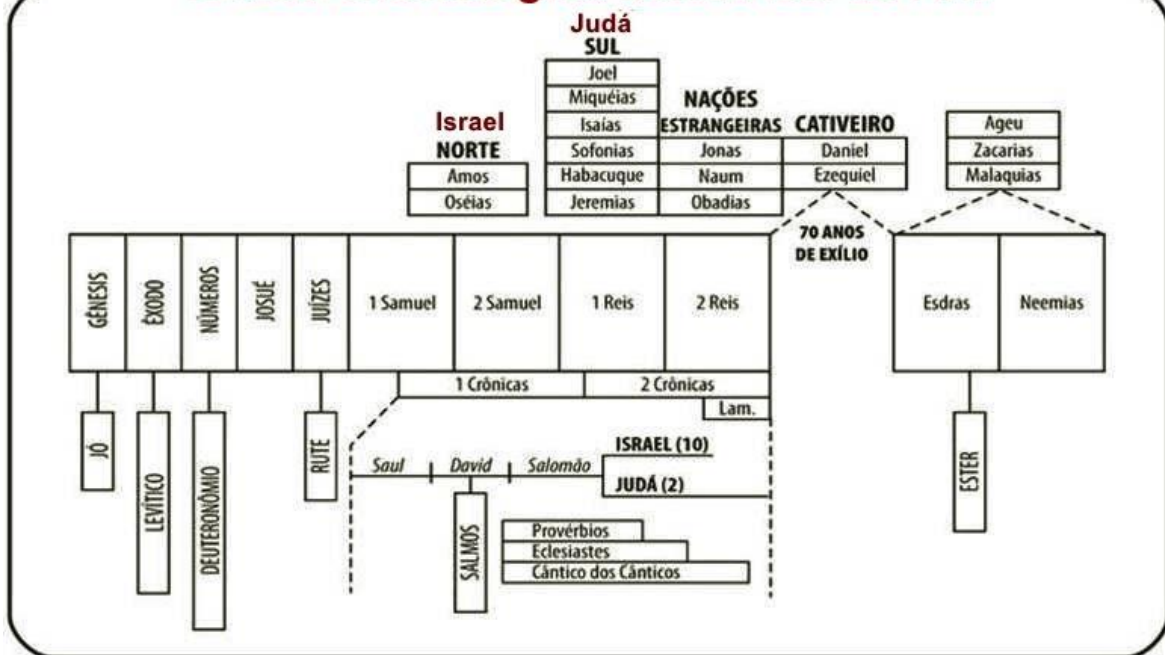 Judá
SUL
Joel
Miquéias
Isaías
Sofonias
Habacuque
Jeremias
Israel
NORTE
Amos
Oséias
NAÇÕES
ESTRANGEIRAS
Jonas
Naum
Obadias
CATIVEIRO
Daniel
Ezequiel
Ageu
Zacarias
Malaquias
70 ANOS
DE EXÍLIO
GÊNESIS
ÊXODO
NÚMEROS
JOSUÉ
JUÍZES
1 Samuel
2 Samuel
1 Reis
2 Reis
Esdras
Neemias
1 Crônicas
2 Crônicas
Lam.
JÓ
LEVÍTICO
DEUTERONÔMIO
RUTE
Saul
David
Salomão
ISRAEL (10)
JUDÁ (2)
SALMOS
Provérbios
Eclesiastes
Cântico dos Cânticos
ESTER